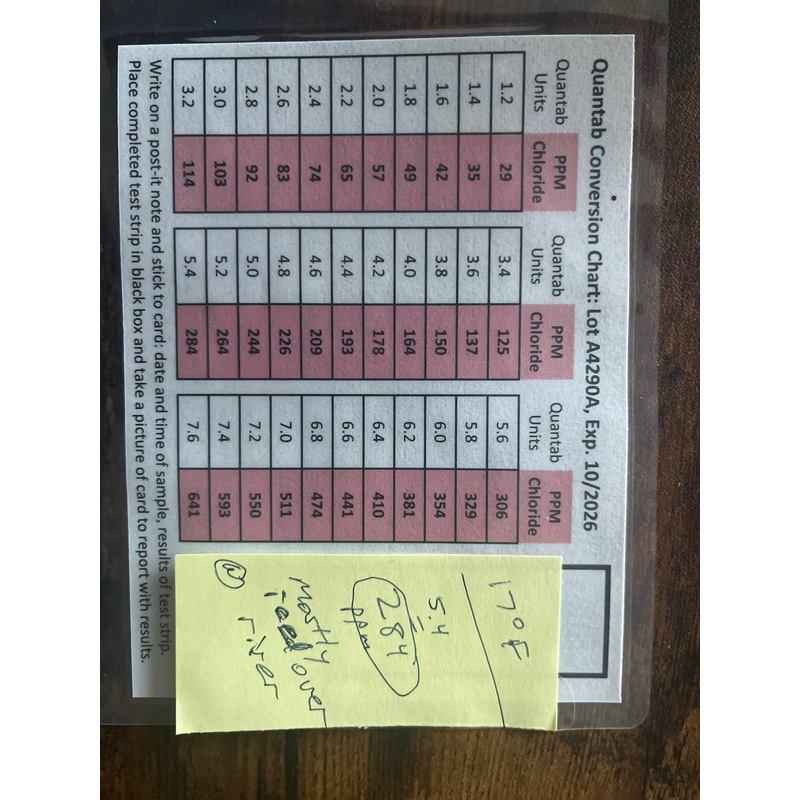 Quantab Conversion Chart: Lot A4290A, Exp. 10/2026
Quantab Units PPM Chloride Quantab Units PPM Chloride Quantab Units PPM Chloride
1.2 29 3.4 125 5.6 306
1.4 35 3.6 137 5.8 329
1.6 42 3.8 150 6.0 354
1.8 49 4.0 164 6.2 381
2.0 57 4.2 178 6.4 410
2.2 65 4.4 193 6.6 441
2.4 74 4.6 209 6.8 474
2.6 83 4.8 226 7.0 511
2.8 92 5.0 244 7.2 550
3.0 103 5.2 264 7.4 593
3.2 114 5.4 284 7.6 641
Write on a post-it note and stick to card: date and time of sample, results of test strip.
Place completed test strip in black box and take a picture of card to report with results.
17°F
5.4
=
284
ppm
Mostly
iced over
river